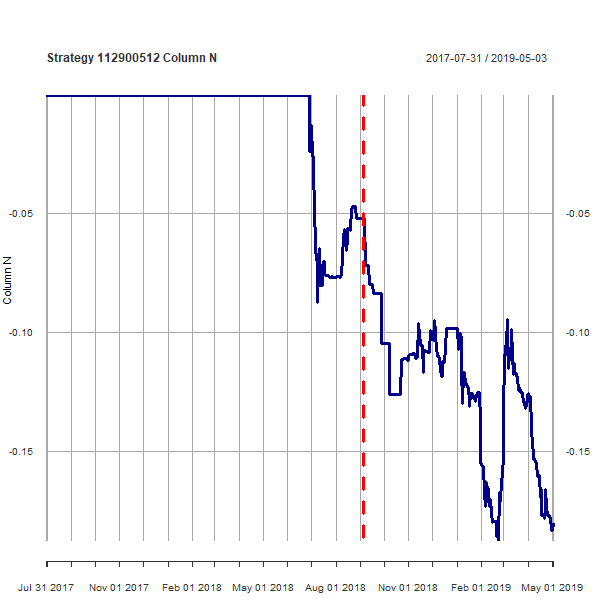 Strategy 112900512 Column N
2017-07-31 / 2019-05-03
-0.05
-0.05
-0.10
-0.10
-0.15
-0.15
Column N
Jul 31 2017
Nov 01 2017
Feb 01 2018
May 01 2018
Aug 01 2018
Nov 01 2018
Feb 01 2019
May 01 2019